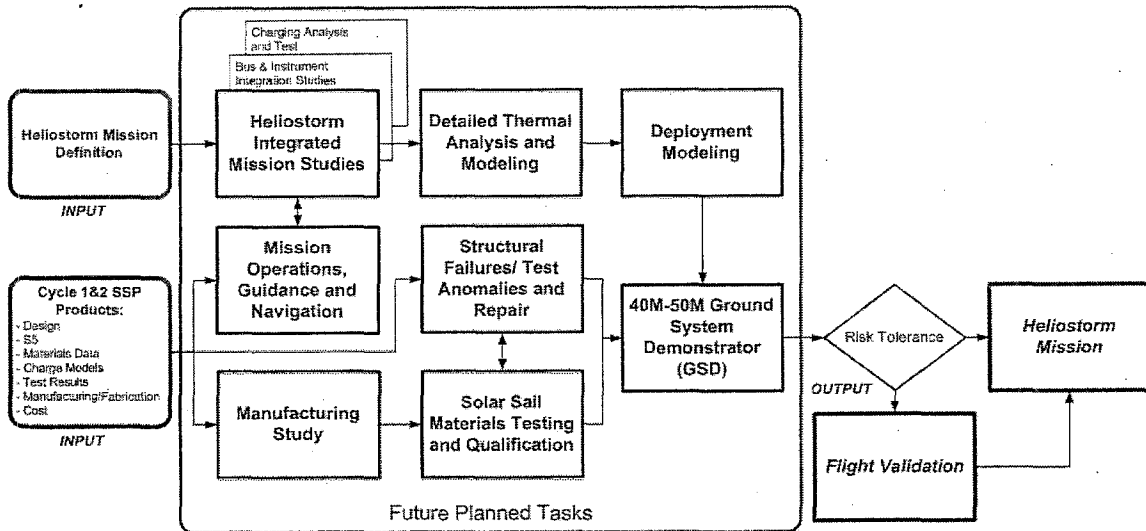 Charging Analysis
and Test
Bus & Instrument
Integration Studies
Heliostorm Mission
Definition
INPUT
Heliostorm
Integrated
Mission Studies
Detailed Thermal
Analysis and
Modeling
Deployment
Modeling
Mission
Operations,
Guidance and
Navigation
Structural
Failures/ Test
Anomalies and
Repair
Cycle 1&2 SSP
Products:
- Design
- S5
- Materials Data
- Charge Models
- Test Results
- Manufacturing/Fabrication
- Cost
INPUT
40M-50M Ground
System
Demonstrator
(GSD)
Risk Tolerance
OUTPUT
Heliostorm
Mission
Manufacturing
Study
Solar Sail
Materials Testing
and Qualification
Flight Validation
Future Planned Tasks